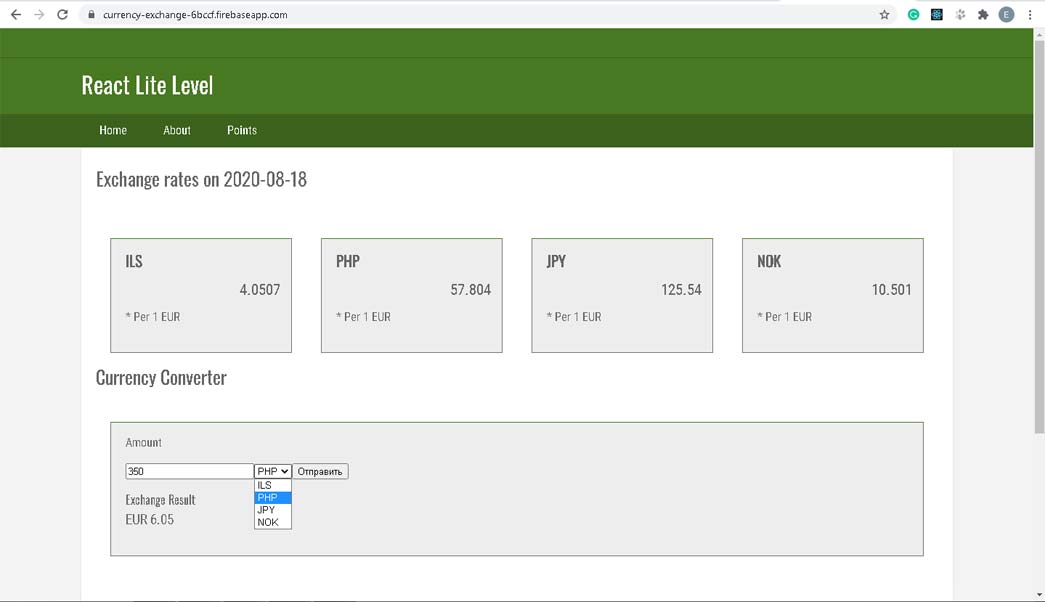 currency-exchange-6bccf.firebaseapp.com
E
React Lite Level
Home About Points
Exchange rates on 2020-08-18
ILS
4.0507
* Per 1 EUR
PHP
57.804
* Per 1 EUR
JPY
125.54
* Per 1 EUR
NOK
10.501
* Per 1 EUR
Currency Converter
Amount
350 PHP Отправить
ILS
PHP
JPY
NOK
Exchange Result
EUR 6.05